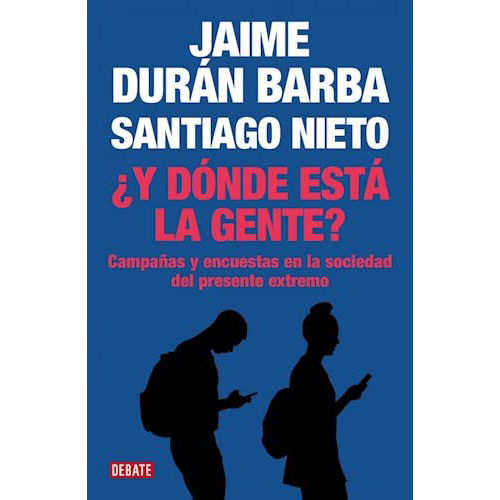 JAIME
DURÁN BARBA
SANTIAGO NIETO
¿Y DÓNDE ESTÁ
LA GENTE?
Campañas y encuestas en la sociedad
del presente extremo
DEBATE